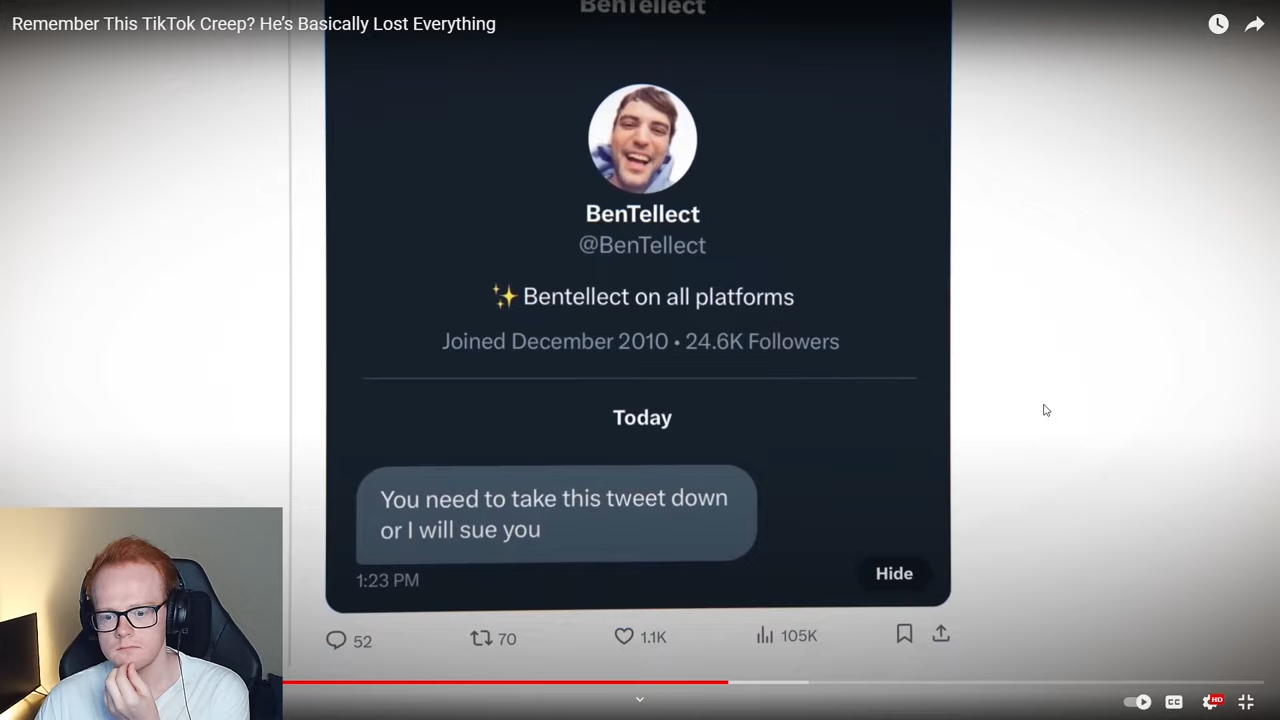 Remember This TikTok Creep? He's Basically Lost Everything
BenTellect
BenTellect
@BenTellect
✨ Bentellect on all platforms
Joined December 2010 • 24.6K Followers
Today
You need to take this tweet down
or I will sue you
1:23 PM
Hide
52
70
1.1K
105K
CC
HD